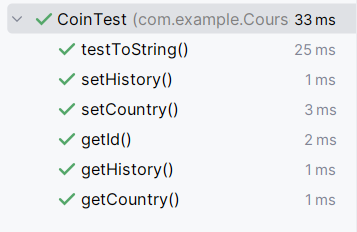 CoinTest (com.example.Cours 33 ms
testToString() 25 ms
setHistory() 1 ms
setCountry() 3 ms
getId() 2 ms
getHistory() 1 ms
getCountry() 1 ms